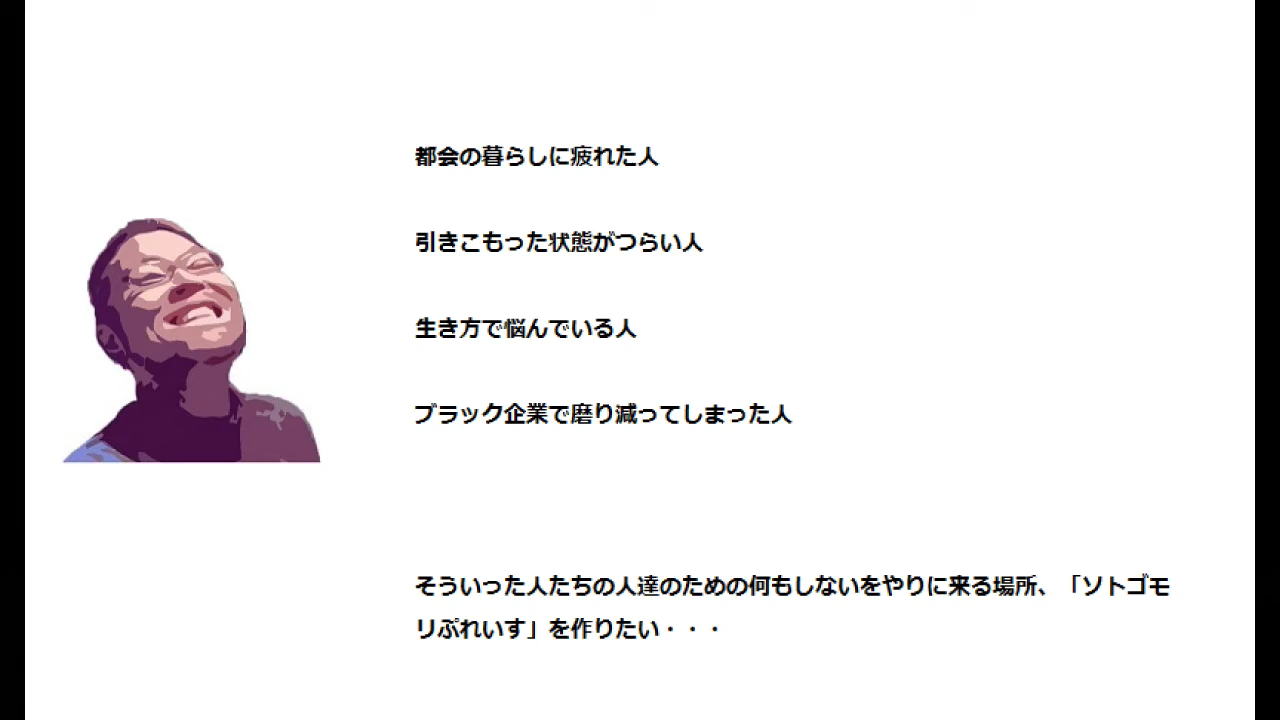 都会の暮らしに疲れた人
引きこもった状態がつらい人
生き方で悩んでいる人
ブラック企業で磨り減ってしまった人
そういった人たちの人達のための何もしないをやりに来る場所、「ソトゴモ
リぷれいす」を作りたい・・・